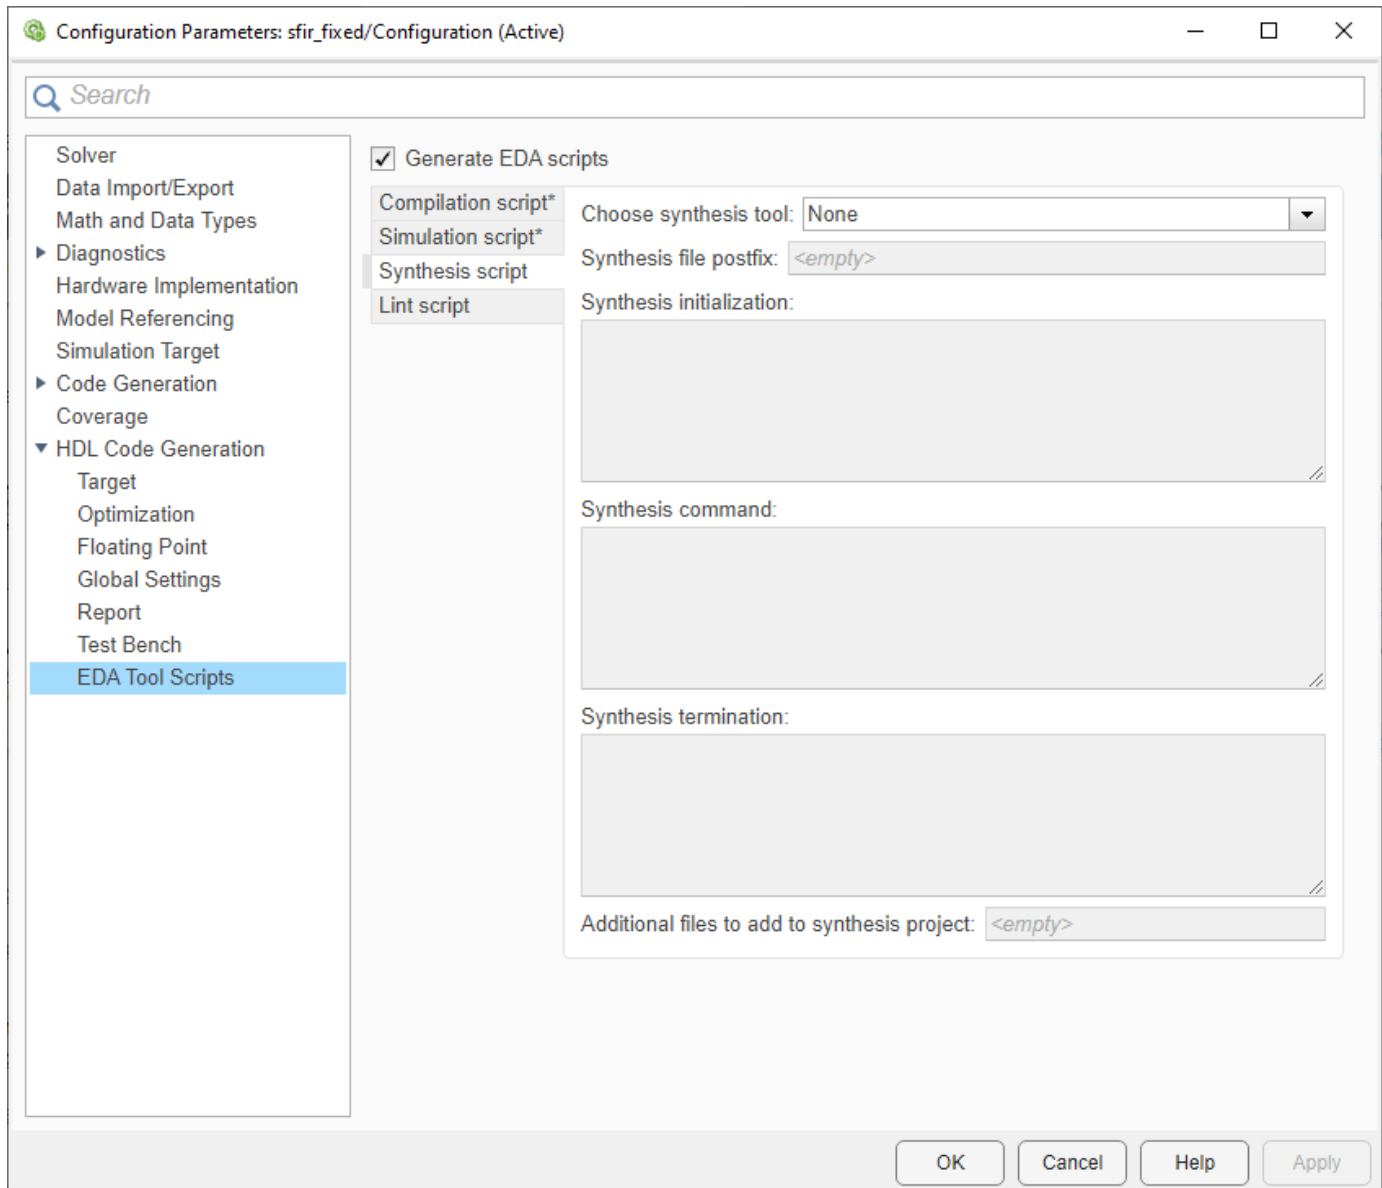 Configuration Parameters: sfir_fixed/Configuration (Active)
Search
Solver
Data Import/Export
Math and Data Types
Diagnostics
Hardware Implementation
Model Referencing
Simulation Target
Code Generation
Coverage
HDL Code Generation
Target
Optimization
Floating Point
Global Settings
Report
Test Bench
EDA Tool Scripts
Generate EDA scripts
Compilation script*
Simulation script*
Synthesis script
Lint script
Choose synthesis tool: None
Synthesis file postfix: <empty>
Synthesis initialization:
Synthesis command:
Synthesis termination:
Additional files to add to synthesis project: <empty>
OK Cancel Help Apply